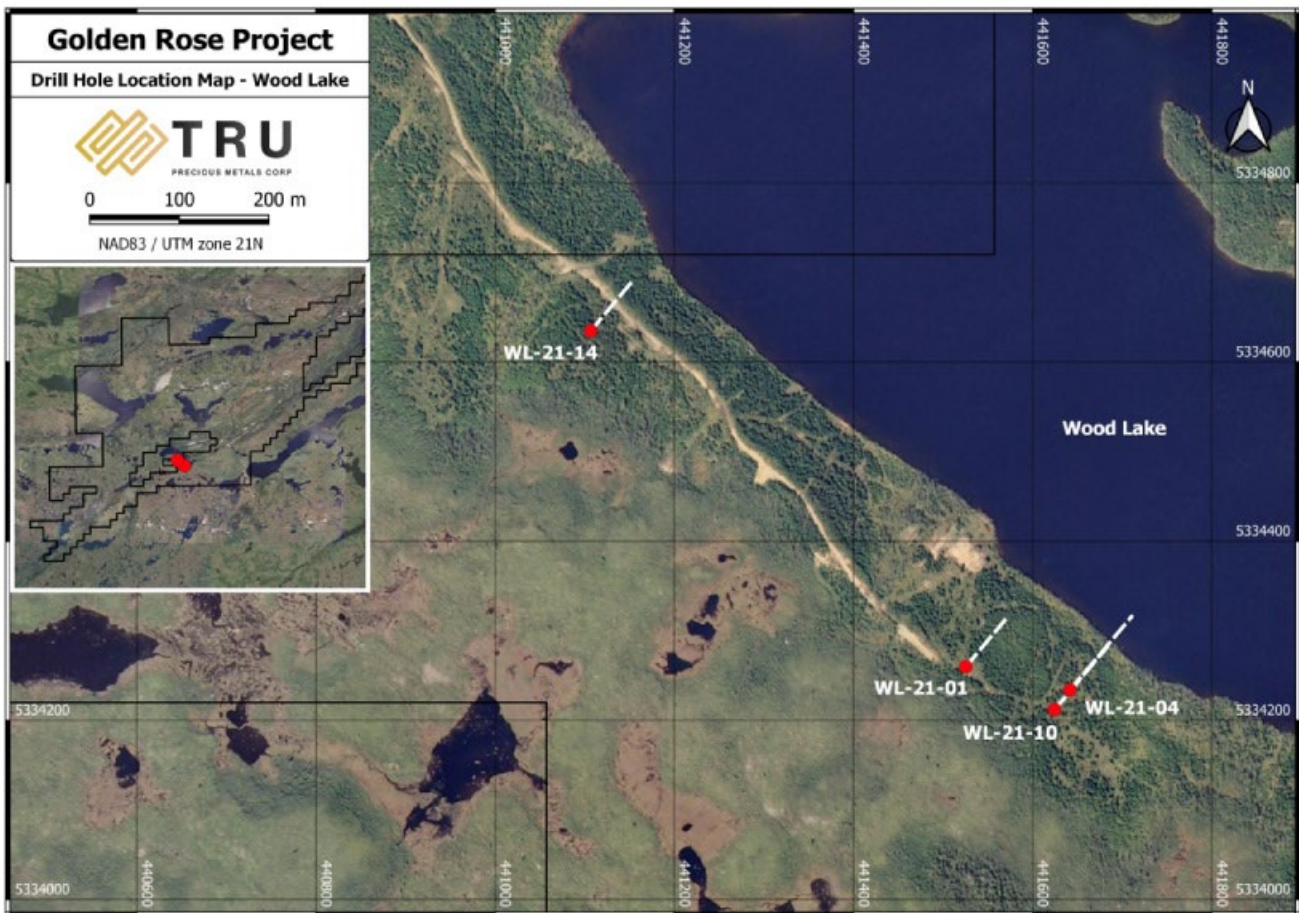 Golden Rose Project
Drill Hole Location Map - Wood Lake
TRU
PRECIOUS METALS CORP
0 100 200 m
NAD83 / UTM zone 21N
441000
441200
441400
441600
441800
N
5334800
WL-21-14
5334600
Wood Lake
5334400
WL-21-01
WL-21-04
WL-21-10
5334200
5334200
5334000
5334000
440600
440800
441000
441200
441400
441600
441800